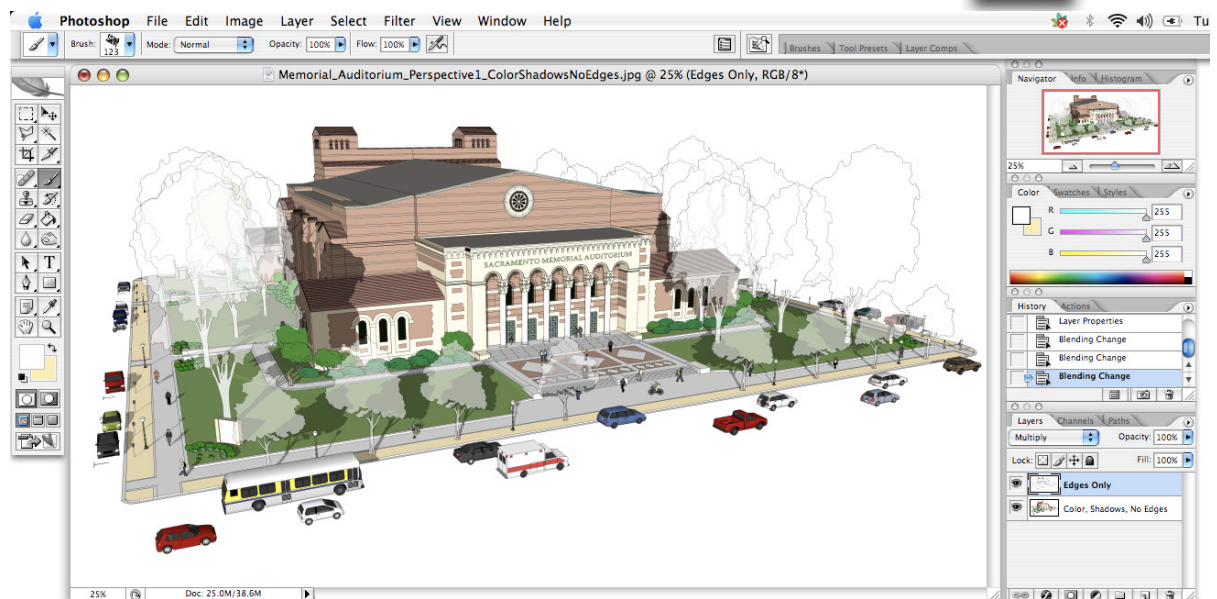 Photoshop File Edit Image Layer Select Filter View Window Help Tu
Brush: 123 Mode: Normal Opacity: 100% Flow: 100% Brushes Tool Presets Layer Comps
Memorial_Auditorium_Perspective1_ColorShadowsNoEdges.jpg @ 25% (Edges Only, RGB/8*)
Navigator Info Histogram
25%
Color Swatches Styles
R 255
G 255
B 255
History Actions
Layer Properties
Blending Change
Blending Change
Blending Change
Layers Channels Paths
Multiply Opacity: 100%
Lock: Fill: 100%
Edges Only
Color, Shadows, No Edges
SACRAMENTO MEMORIAL AUDITORIUM
25% Doc: 25.0M/38.6M